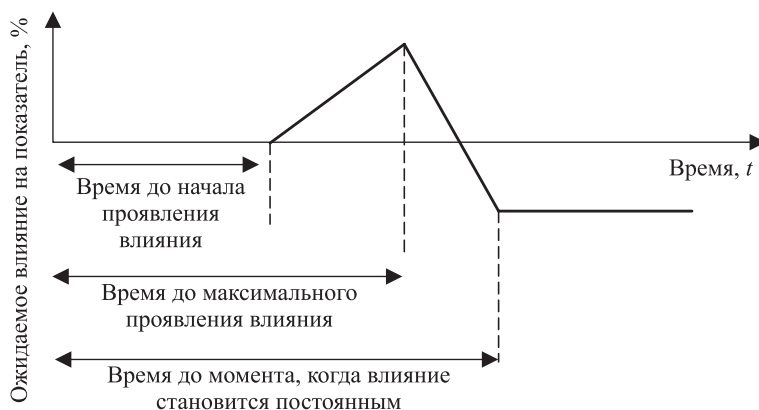 Ожидаемое влияние на показатель, %
Время, t
Время до начала
проявления
влияния
Время до максимального
проявления влияния
Время до момента, когда влияние
становится постоянным